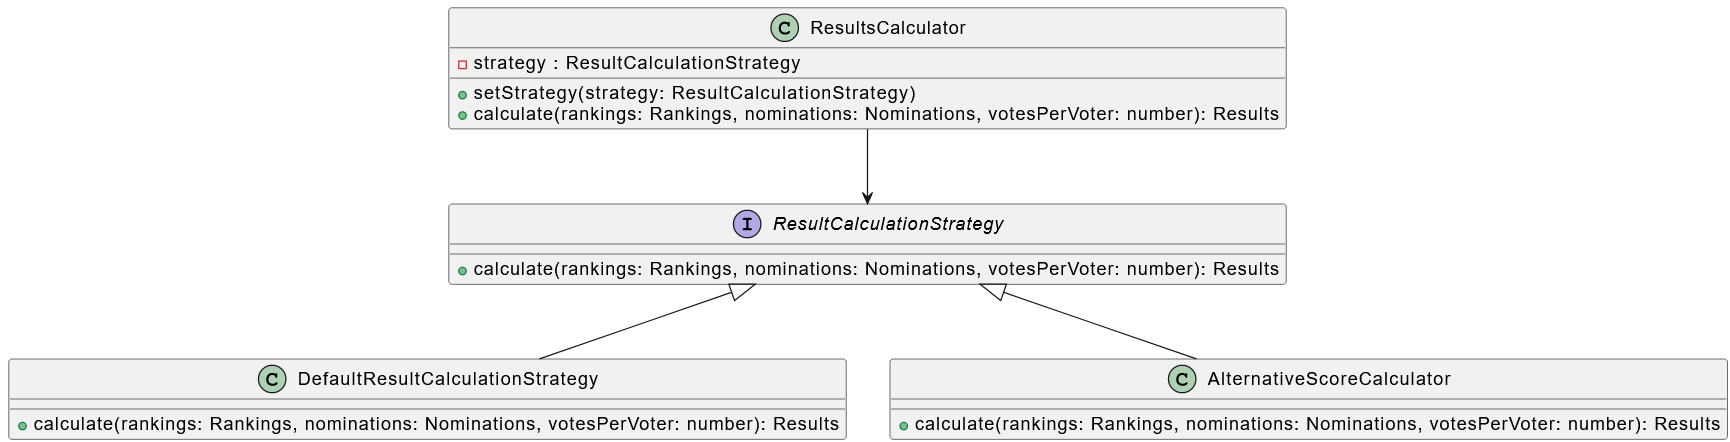 C ResultsCalculator
strategy : ResultCalculationStrategy
setStrategy(strategy: ResultCalculationStrategy)
calculate(rankings: Rankings, nominations: Nominations, votesPerVoter: number): Results
I ResultCalculationStrategy
calculate(rankings: Rankings, nominations: Nominations, votesPerVoter: number): Results
C DefaultResultCalculationStrategy
calculate(rankings: Rankings, nominations: Nominations, votesPerVoter: number): Results
C AlternativeScoreCalculator
calculate(rankings: Rankings, nominations: Nominations, votesPerVoter: number): Results